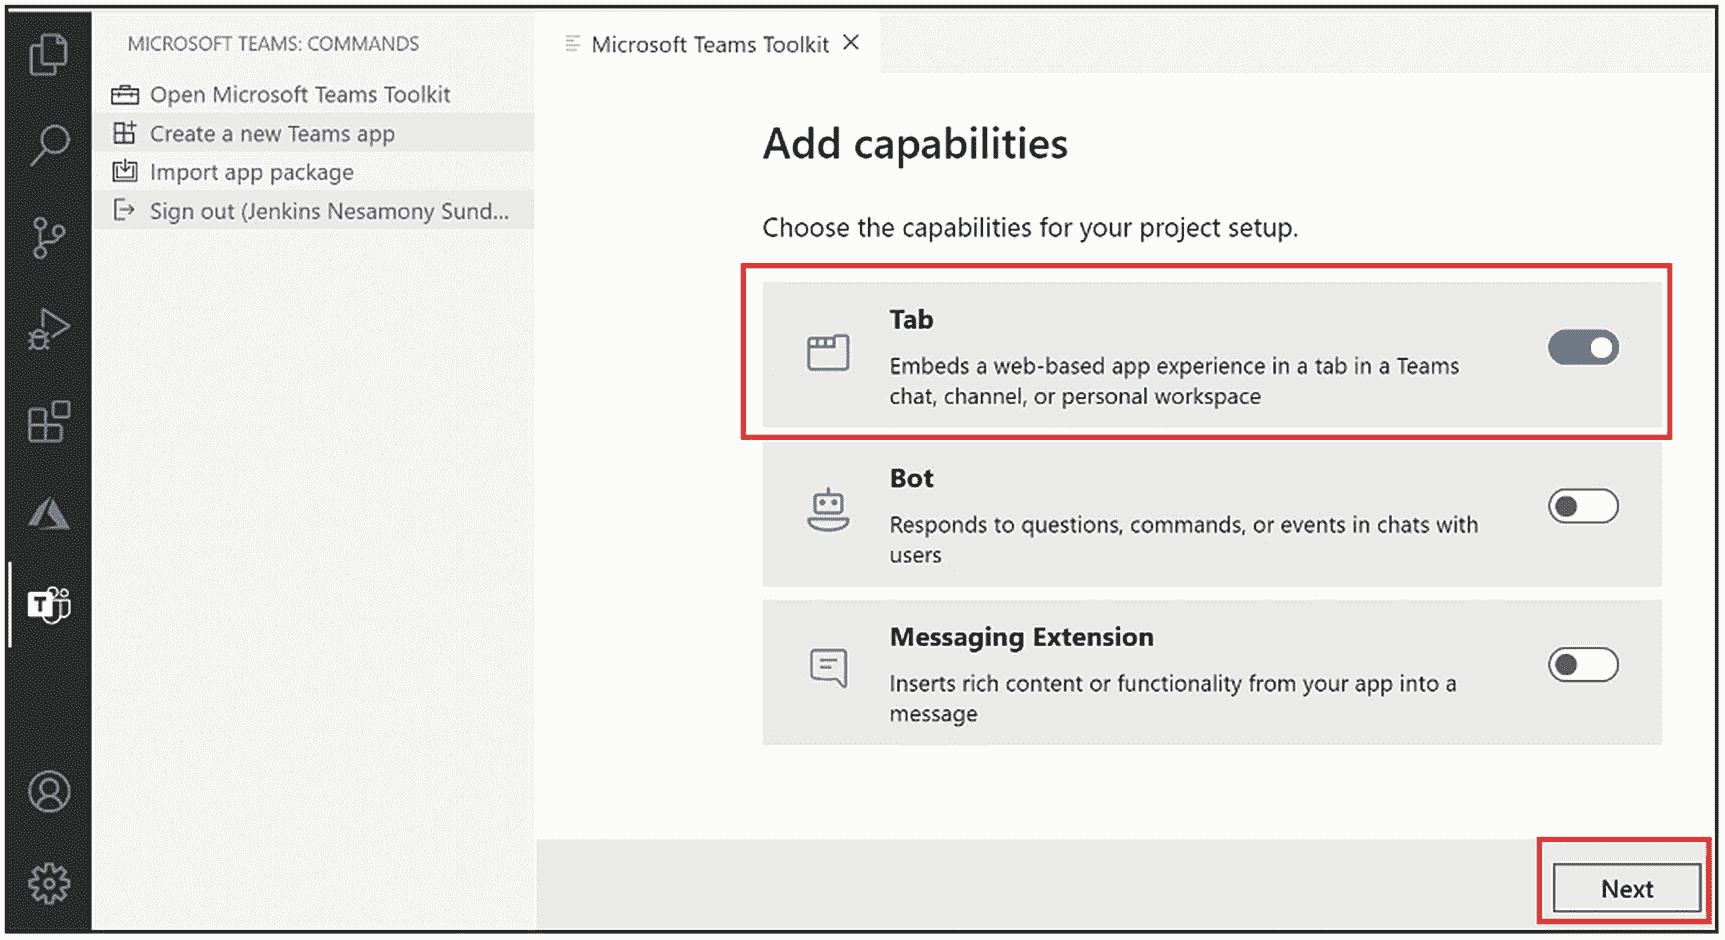 MICROSOFT TEAMS: COMMANDS
Open Microsoft Teams Toolkit
Create a new Teams app
Import app package
Sign out (Jenkins Nesamony Sund...
Microsoft Teams Toolkit
Add capabilities
Choose the capabilities for your project setup.
Tab
Embeds a web-based app experience in a tab in a Teams
chat, channel, or personal workspace
Bot
Responds to questions, commands, or events in chats with
users
Messaging Extension
Inserts rich content or functionality from your app into a
message
Next